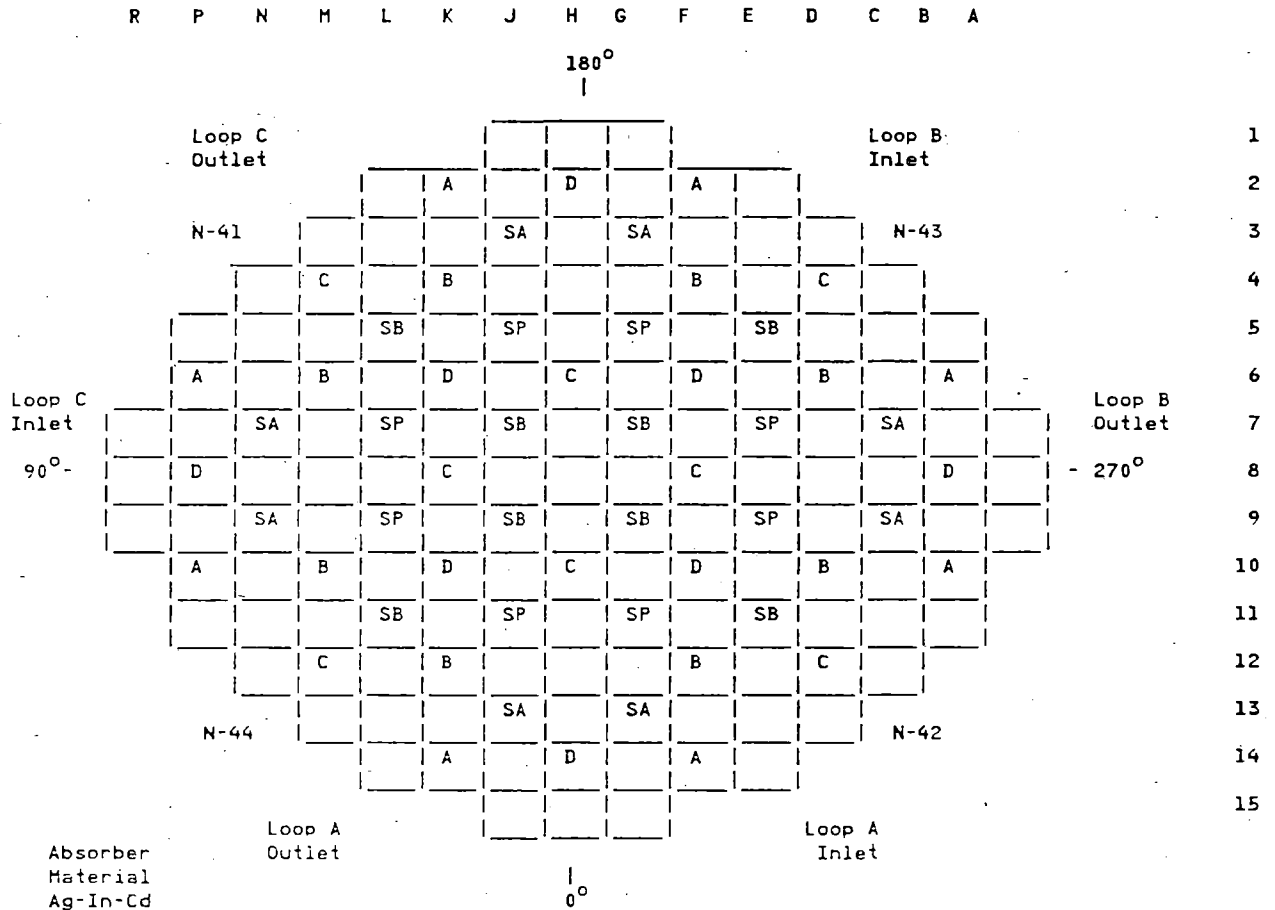 R P N M L K J H G F E D C B A
180°
Loop C Loop B 1
Outlet Inlet
A D A 2
N-41 SA SA N-43 3
C B B C 4
SB SP SP SB 5
A B D C D B A 6
Loop C Loop B
Inlet SA SP SB SB SP SA Outlet 7
90°- D C C D - 270° 8
SA SP SB SB SP SA 9
A B D C D B A 10
SB SP SP SB 11
C B B C 12
SA SA 13
N-44 N-42
A D A 14
15
Loop A Loop A
Outlet Inlet
Absorber
Material
Ag-In-Cd 0°